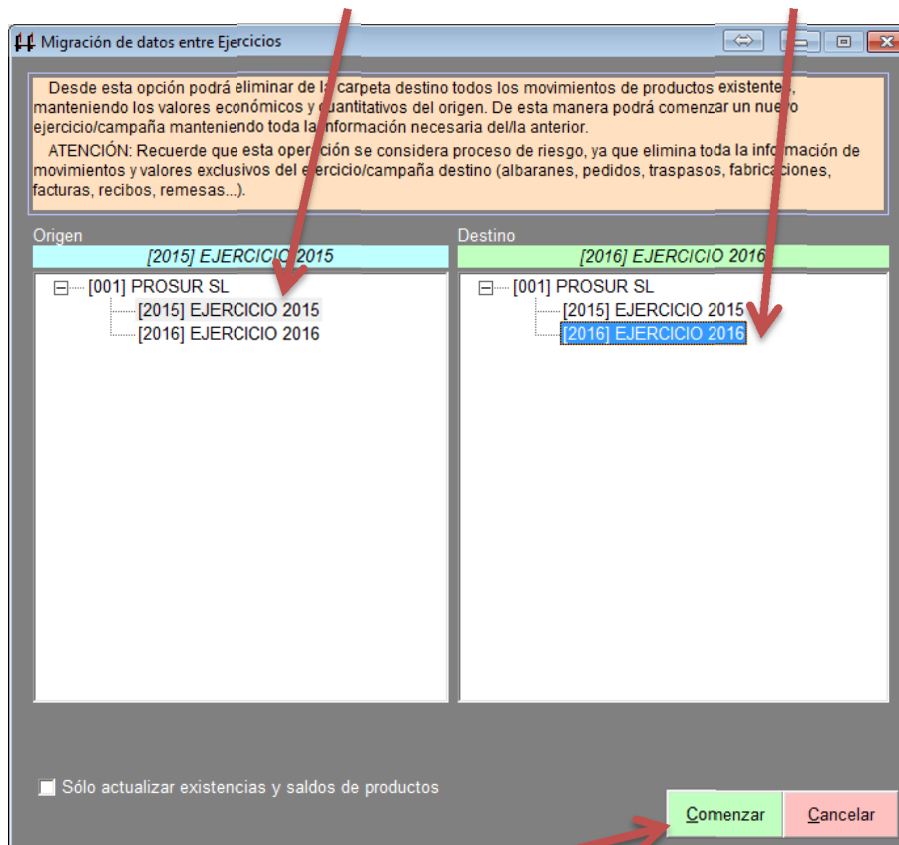 Migración de datos entre Ejercicios
Desde esta opción podrá eliminar de la carpeta destino todos los movimientos de productos existentes,
manteniendo los valores económicos y cuantitativos del origen. De esta manera podrá comenzar un nuevo
ejercicio/campaña manteniendo toda la información necesaria del/la anterior.
ATENCIÓN: Recuerde que esta operación se considera proceso de riesgo, ya que elimina toda la información de
movimientos y valores exclusivos del ejercicio/campaña destino (albaranes, pedidos, traspasos, fabricaciones,
facturas, recibos, remesas...).
Origen
[2015] EJERCICIO 2015
[001] PROSUR SL
[2015] EJERCICIO 2015
[2016] EJERCICIO 2016
Destino
[2016] EJERCICIO 2016
[001] PROSUR SL
[2015] EJERCICIO 2015
[2016] EJERCICIO 2016
Sólo actualizar existencias y saldos de productos
Comenzar
Cancelar